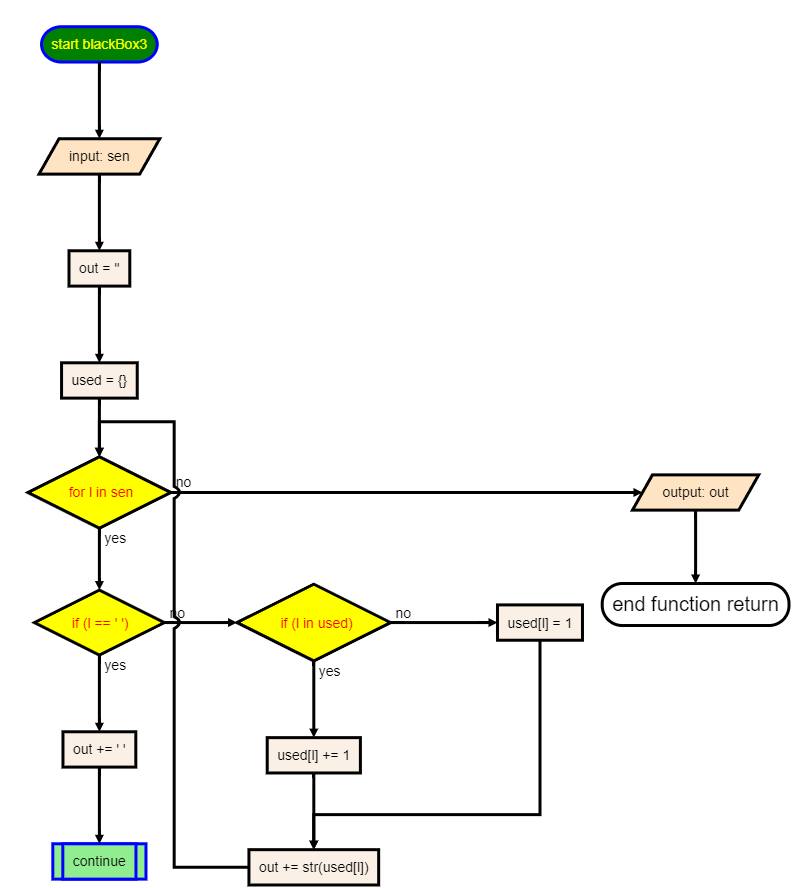 start blackBox3
input: sen
out = ''
used = {}
for l in sen
no
output: out
yes
end function return
if (l == ' ')
no
if (l in used)
no
used[l] = 1
yes
yes
out += ' '
used[l] += 1
continue
out += str(used[l])